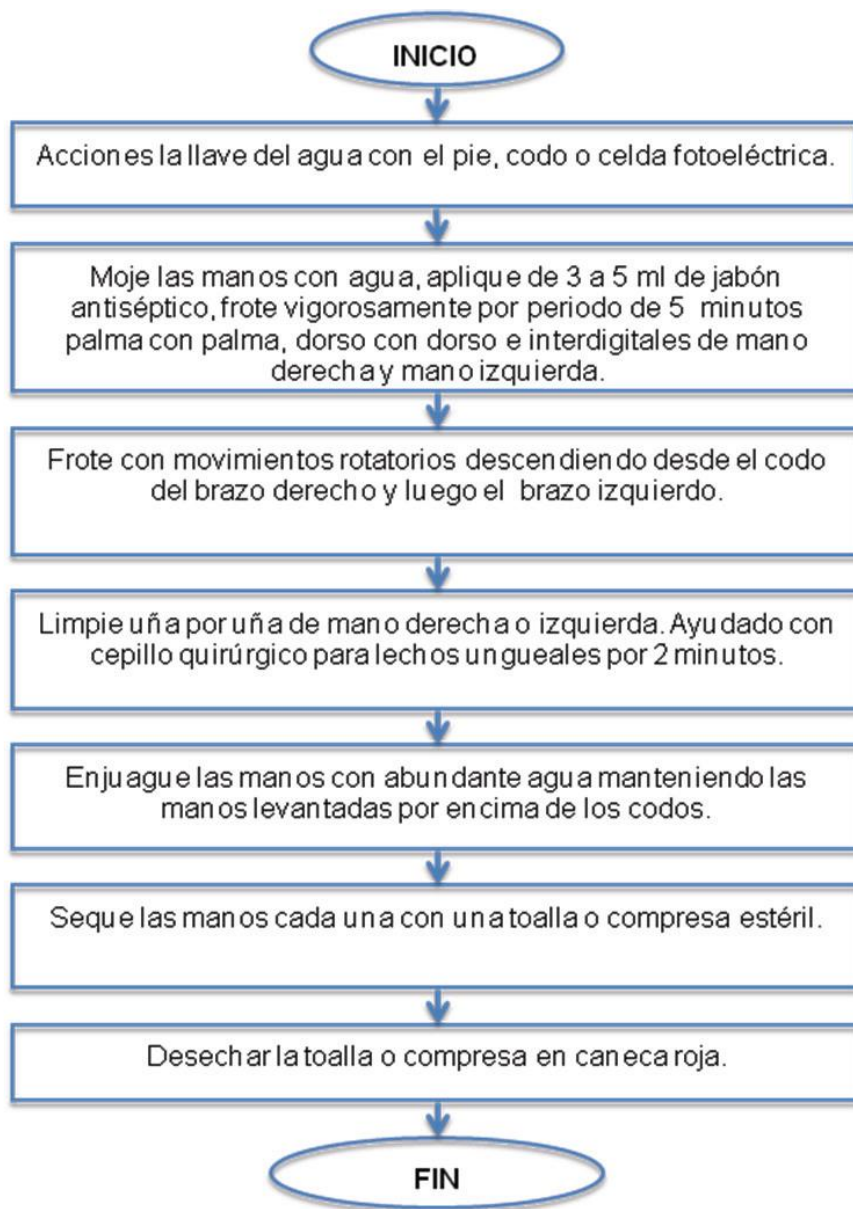 INICIO
Acciones la llave del agua con el pie, codo o celda fotoeléctrica.
Moje las manos con agua, aplique de 3 a 5 ml de jabón
antiséptico, frote vigorosamente por periodo de 5 minutos
palma con palma, dorso con dorso e interdigitales de mano
derecha y mano izquierda.
Frote con movimientos rotatorios descendiendo desde el codo
del brazo derecho y luego el brazo izquierdo.
Limpie uña por uña de mano derecha o izquierda. Ayudado con
cepillo quirúrgico para lechos ungueales por 2 minutos.
Enjuague las manos con abundante agua manteniendo las
manos levantadas por encima de los codos.
Seque las manos cada una con una toalla o compresa estéril.
Desechar la toalla o compresa en caneca roja.
FIN